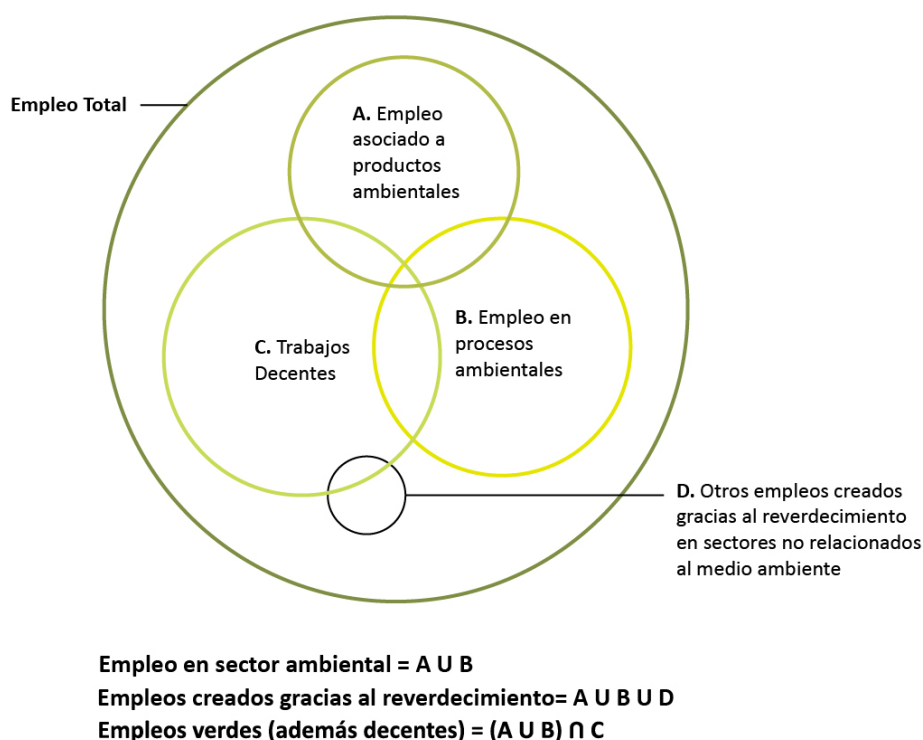 Empleo Total
A. Empleo
asociado a
productos
ambientales
B. Empleo en
procesos
ambientales
C. Trabajos
Decentes
D. Otros empleos creados
gracias al reverdecimiento
en sectores no relacionados
al medio ambiente
Empleo en sector ambiental = A U B
Empleos creados gracias al reverdecimiento= A U B U D
Empleos verdes (además decentes) = (A U B) ∩ C